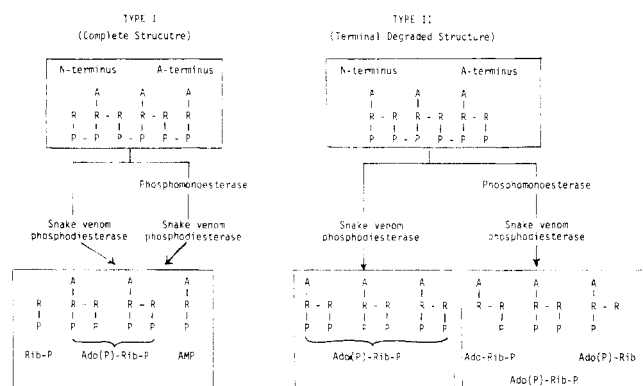 TYPE I
(Complete Strucutre)
N-terminus A-terminus
A A A
R R - R R - R R
P - P P - P P - P
Phosphomonoesterase
Snake venom phosphodiesterase
Snake venom phosphodiesterase
A A A
R R - R R - R R
P P P P P P
Rib-P Ado(P)-Rib-P AMP
TYPE II
(Terminal Degraded Structure)
N-terminus A-terminus
A A A
R - R R - R R - R
P P - P P - P P
Phosphomonoesterase
Snake venom phosphodiesterase
Snake venom phosphodiesterase
A A A
R - R R - R R - R
P P P P P P
Ado(P)-Rib-P
A A A
R - R R - R R - R
P P P P
Ado-Rib-P Ado(P)-Rib
Ado(P)-Rib-P